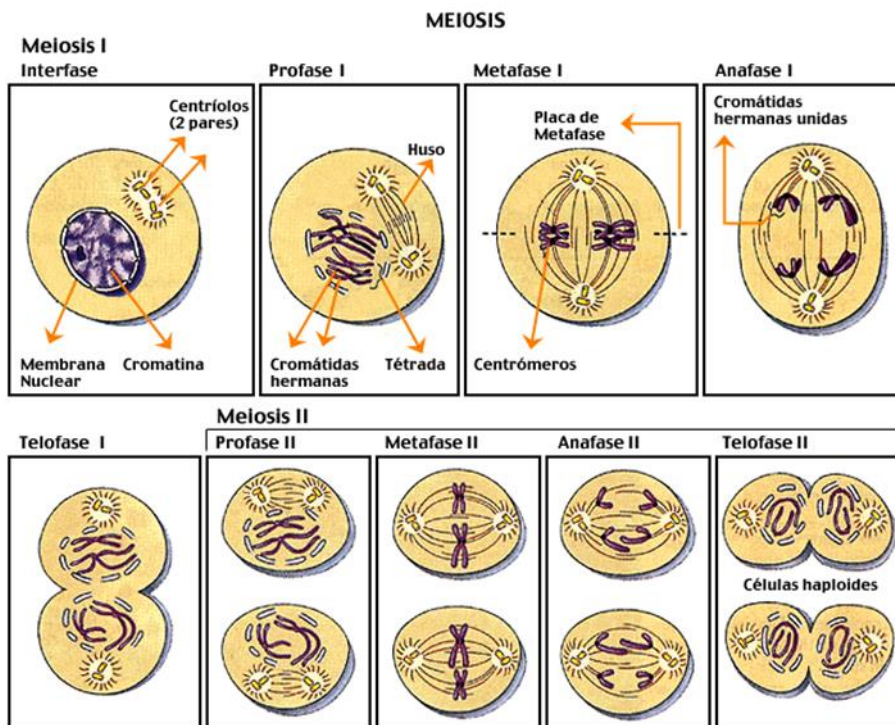 MEIOSIS
Meiosis I
Interfase
Profase I
Metafase I
Anafase I
Centríolos
(2 pares)
Huso
Placa de
Metafase
Cromátidas
hermanas unidas
Membrana
Nuclear
Cromatina
Cromátidas
hermanas
Tétrada
Centrómeros
Meiosis II
Telofase I
Profase II
Metafase II
Anafase II
Telofase II
Células haploides